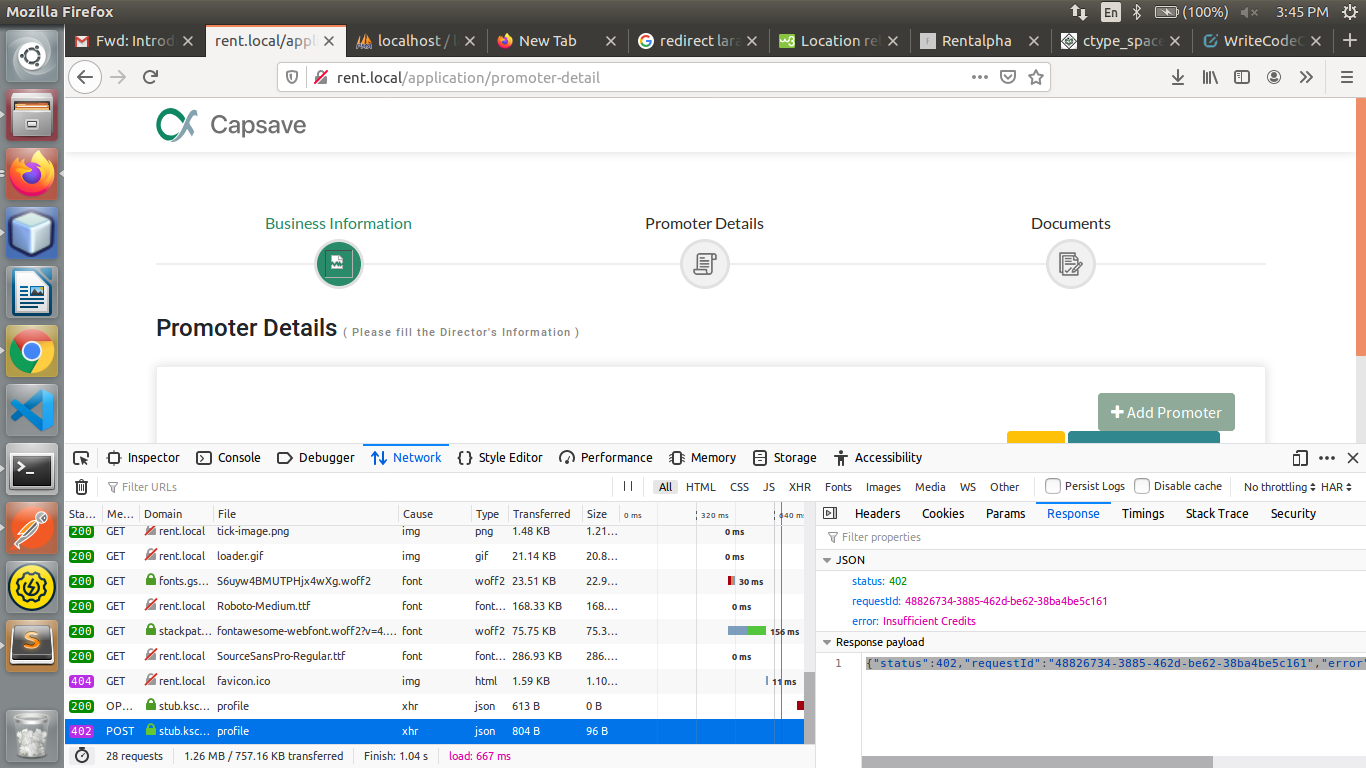 Mozilla Firefox
En (100%) 3:45 PM
Fwd: Introd
rent.local/appl
localhost / l
New Tab
redirect lara
Location rel
Rentalpha
ctype_space
WriteCodeO
rent.local/application/promoter-detail
Capsave
Business Information Promoter Details Documents
Promoter Details ( Please fill the Director's Information )
Add Promoter
Inspector Console Debugger Network Style Editor Performance Memory Storage Accessibility
Filter URLs All HTML CSS JS XHR Fonts Images Media WS Other Persist Logs Disable cache No throttling HAR
Sta... Me... Domain File Cause Type Transferred Size 0 ms 320 ms 640 ms
200 GET rent.local tick-image.png img png 1.48 KB 1.21... 0 ms
200 GET rent.local loader.gif img gif 21.14 KB 20.8... 0 ms
200 GET fonts.gs... S6uyw4BMUTPHjx4wXg.woff2 font woff2 23.51 KB 22.9... 30 ms
200 GET rent.local Roboto-Medium.ttf font font... 168.33 KB 168.... 0 ms
200 GET stackpat... fontawesome-webfont.woff2?v=4.... font woff2 75.75 KB 75.3... 156 ms
200 GET rent.local SourceSansPro-Regular.ttf font font... 286.93 KB 286.... 0 ms
404 GET rent.local favicon.ico img html 1.59 KB 1.10... 11 ms
200 OP... stub.ksc... profile xhr json 613 B 0 B
402 POST stub.ksc... profile xhr json 804 B 96 B
28 requests 1.26 MB / 757.16 KB transferred Finish: 1.04 s load: 667 ms
Headers Cookies Params Response Timings Stack Trace Security
Filter properties
JSON
status: 402
requestId: 48826734-3885-462d-be62-38ba4be5c161
error: Insufficient Credits
Response payload
1 {"status":402,"requestId":"48826734-3885-462d-be62-38ba4be5c161","error"